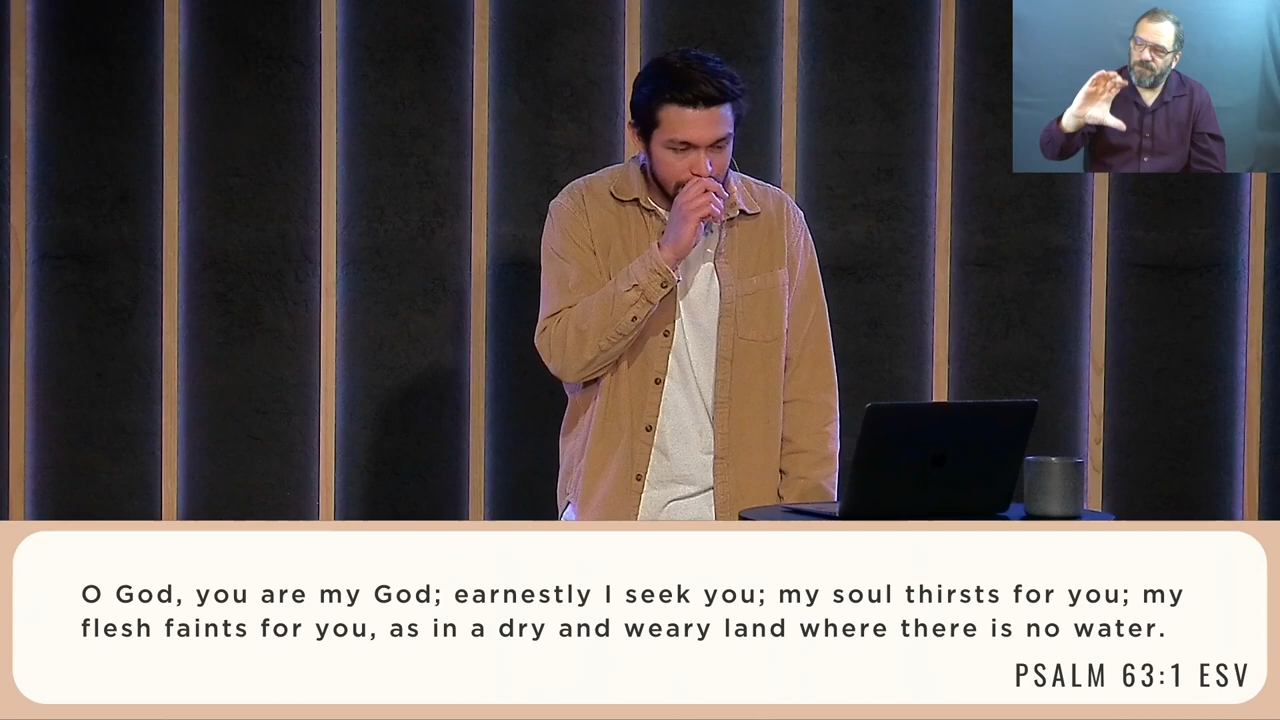 O God, you are my God; earnestly I seek you; my soul thirsts for you; my
flesh faints for you, as in a dry and weary land where there is no water.
PSALM 63:1 ESV